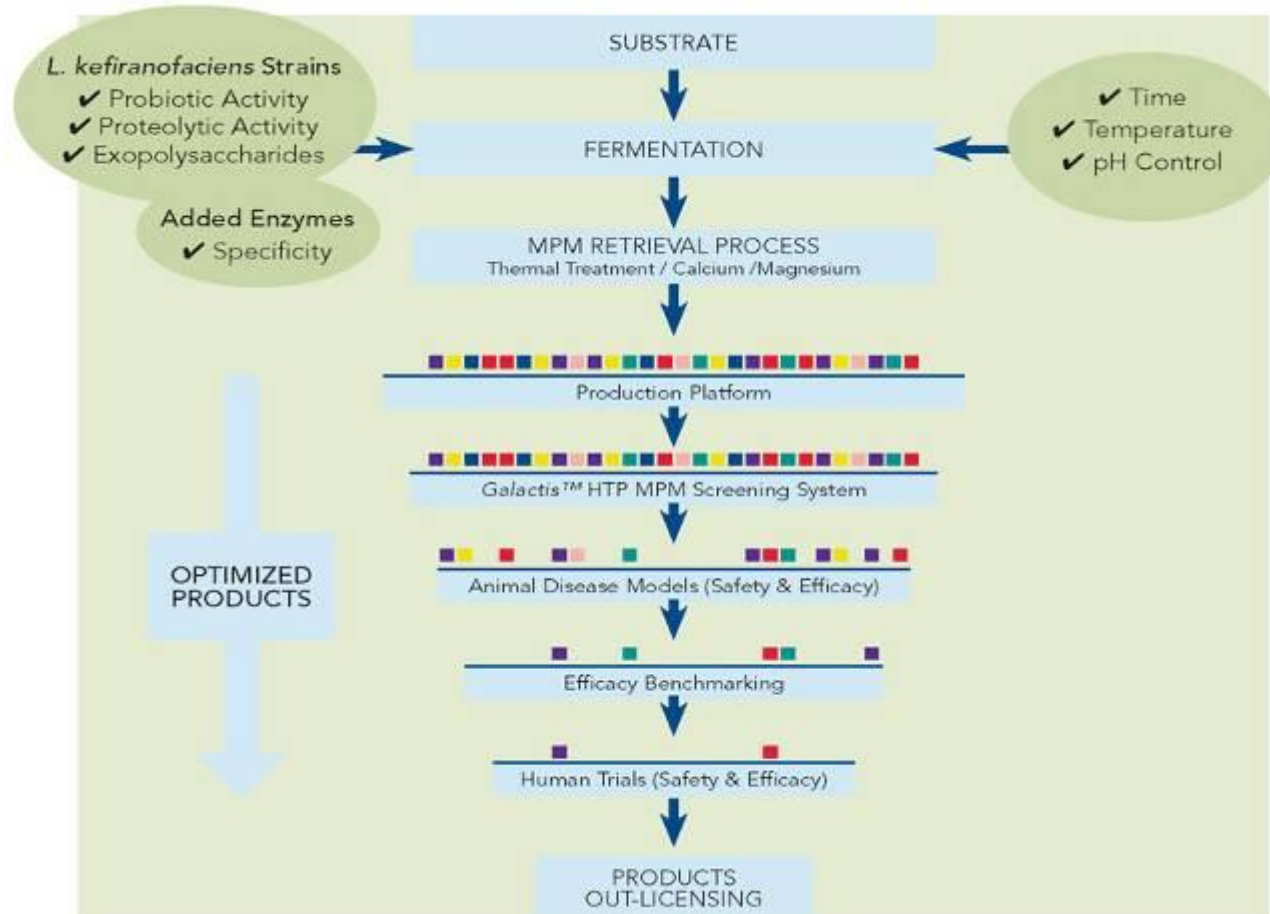 SUBSTRATE
L. kefiranofaciens Strains
✔ Probiotic Activity
✔ Proteolytic Activity
✔ Exopolysaccharides
Added Enzymes
✔ Specificity
✔ Time
✔ Temperature
✔ pH Control
FERMENTATION
MPM RETRIEVAL PROCESS
Thermal Treatment / Calcium /Magnesium
Production Platform
Galactis™ HTP MPM Screening System
OPTIMIZED
PRODUCTS
Animal Disease Models (Safety & Efficacy)
Efficacy Benchmarking
Human Trials (Safety & Efficacy)
PRODUCTS
OUT-LICENSING